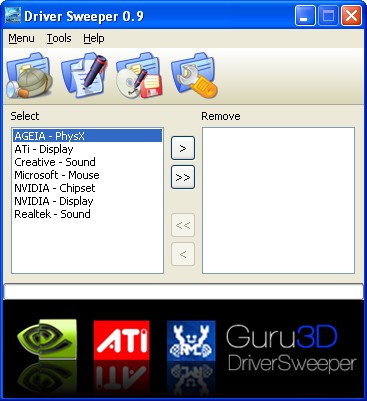 Driver Sweeper 0.9
Menu Tools Help
Select
Remove
AGEIA - PhysX
ATi - Display
Creative - Sound
Microsoft - Mouse
NVIDIA - Chipset
NVIDIA - Display
Realtek - Sound
>
>>
<<
<
ATi
Guru3D
DriverSweeper